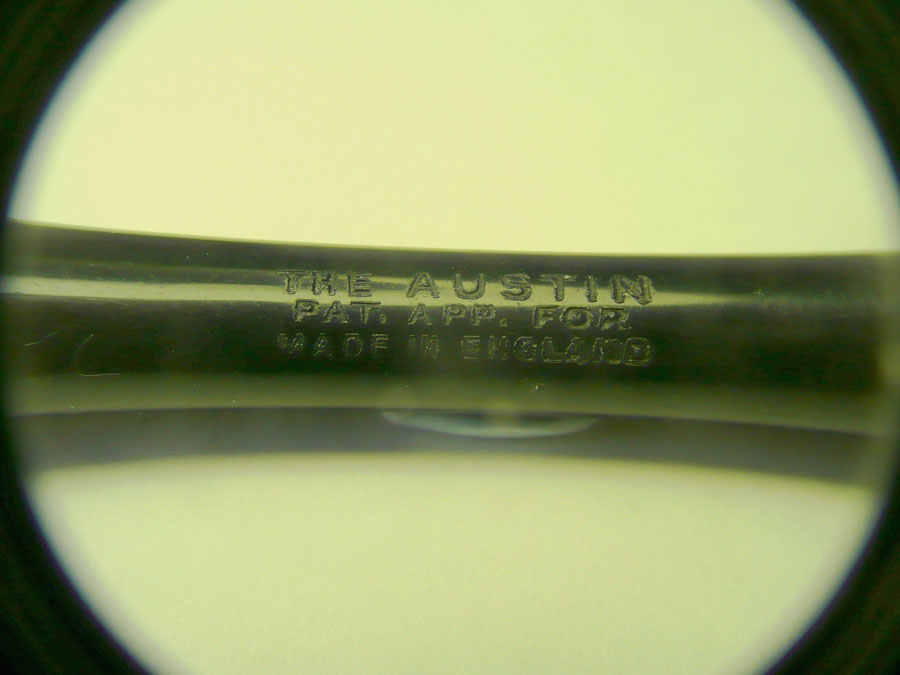 THE AUSTIN
PAT. APP. FOR
MADE IN ENGLAND